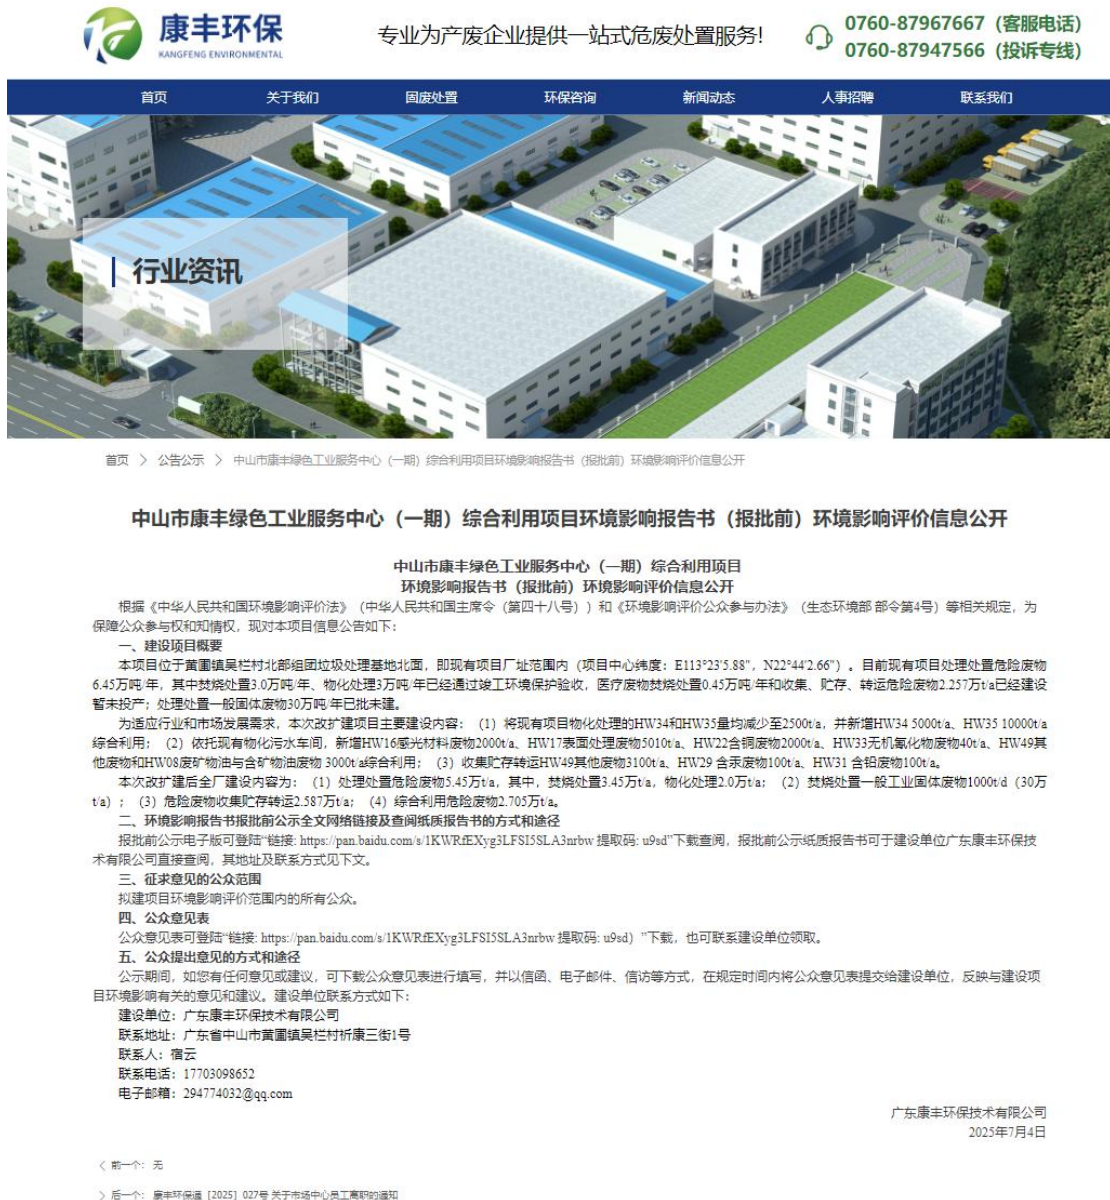 康丰环保
KANGFENG ENVIRONMENTAL
专业为产废企业提供一站式危废处置服务!
0760-87967667（客服电话）
0760-87947566（投诉专线）
首页 关于我们 固废处置 环保咨询 新闻动态 人事招聘 联系我们
行业资讯
首页 > 公告公示 > 中山市康丰绿色工业服务中心（一期）综合利用项目环境影响报告书（报批前）环境影响评价信息公开
中山市康丰绿色工业服务中心（一期）综合利用项目环境影响报告书（报批前）环境影响评价信息公开
中山市康丰绿色工业服务中心（一期）综合利用项目
环境影响报告书（报批前）环境影响评价信息公开
根据《中华人民共和国环境影响评价法》（中华人民共和国主席令（第四十八号））和《环境影响评价公众参与办法》（生态环境部 部令第4号）等相关规定，为
保障公众参与权和知情权，现对本项目信息公告如下：
一、建设项目概要
本项目位于黄圃镇吴栏村北部组团垃圾处理基地北面，即现有项目厂址范围内（项目中心纬度：E113°23'5.88"，N22°44'2.66"）。目前现有项目处理处置危险废物
6.45万吨/年，其中焚烧处置3.0万吨/年、物化处理3万吨/年已经通过竣工环境保护验收，医疗废物焚烧处置0.45万吨/年和收集、贮存、转运危险废物2.257万t/a已经建设
暂未投产；处理处置一般固体废物30万吨/年已批未建。
为适应行业和市场发展需求，本次改扩建项目主要建设内容：（1）将现有项目物化处理的HW34和HW35量均减少至2500t/a，并新增HW34 5000t/a、HW35 10000t/a
综合利用；（2）依托现有物化污水车间，新增HW16感光材料废物2000t/a、HW17表面处理废物5010t/a、HW22含铜废物2000t/a、HW33无机氰化物废物40t/a、HW49其
他废物和HW08废矿物油与含矿物油废物 3000t/a综合利用；（3）收集贮存转运HW49其他废物3100t/a、HW29 含汞废物100t/a、HW31 含铅废物100t/a。
本次改扩建后全厂建设内容为：（1）处理处置危险废物5.45万t/a，其中，焚烧处置3.45万t/a，物化处理2.0万t/a；（2）焚烧处置一般工业固体废物1000t/d（30万
t/a）；（3）危险废物收集贮存转运2.587万t/a；（4）综合利用危险废物2.705万t/a。
二、环境影响报告书报批前公示全文网络链接及查阅纸质报告书的方式和途径
报批前公示电子版可登陆“链接: https://pan.baidu.com/s/1KWRfEXyg3LFSI5SLA3nrbw 提取码: u9sd”下载查阅，报批前公示纸质报告书可于建设单位广东康丰环保技
术有限公司直接查阅，其地址及联系方式见下文。
三、征求意见的公众范围
拟建项目环境影响评价范围内的所有公众。
四、公众意见表
公众意见表可登陆“链接: https://pan.baidu.com/s/1KWRfEXyg3LFSI5SLA3nrbw 提取码: u9sd）”下载，也可联系建设单位领取。
五、公众提出意见的方式和途径
公示期间，如您有任何意见或建议，可下载公众意见表进行填写，并以信函、电子邮件、信访等方式，在规定时间内将公众意见表提交给建设单位，反映与建设项
目环境影响有关的意见和建议。建设单位联系方式如下：
建设单位：广东康丰环保技术有限公司
联系地址：广东省中山市黄圃镇吴栏村祈康三街1号
联系人：宿云
联系电话：17703098652
电子邮箱：294774032@qq.com
广东康丰环保技术有限公司
2025年7月4日
< 前一个： 无
> 后一个： 康丰环保通［2025］027号 关于市场中心员工离职的通知